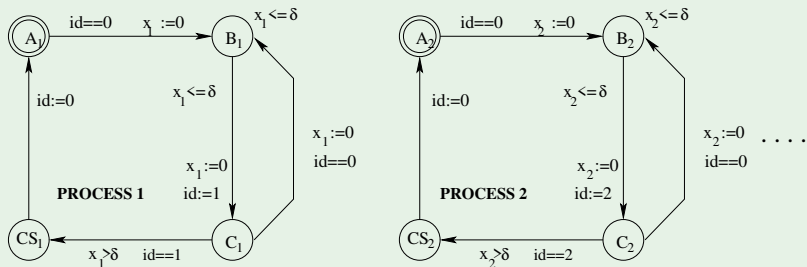 id==0 x1:=0 x1<=δ
A1 B1
x1<=δ
id:=0
x1:=0
id==0
x1:=0
id:=1
PROCESS 1
CS1 C1
x1>δ id==1
id==0 x2:=0 x2<=δ
A2 B2
x2<=δ
id:=0
x2:=0
id==0
....
x2:=0
id:=2
PROCESS 2
CS2 C2
x2>δ id==2